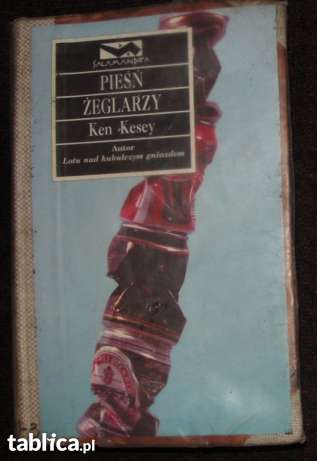 SALAMANDRA
PIEŚŃ
ŻEGLARZY
Ken Kesey
Autor
Lotu nad kukułczym gniazdem
tablica.pl